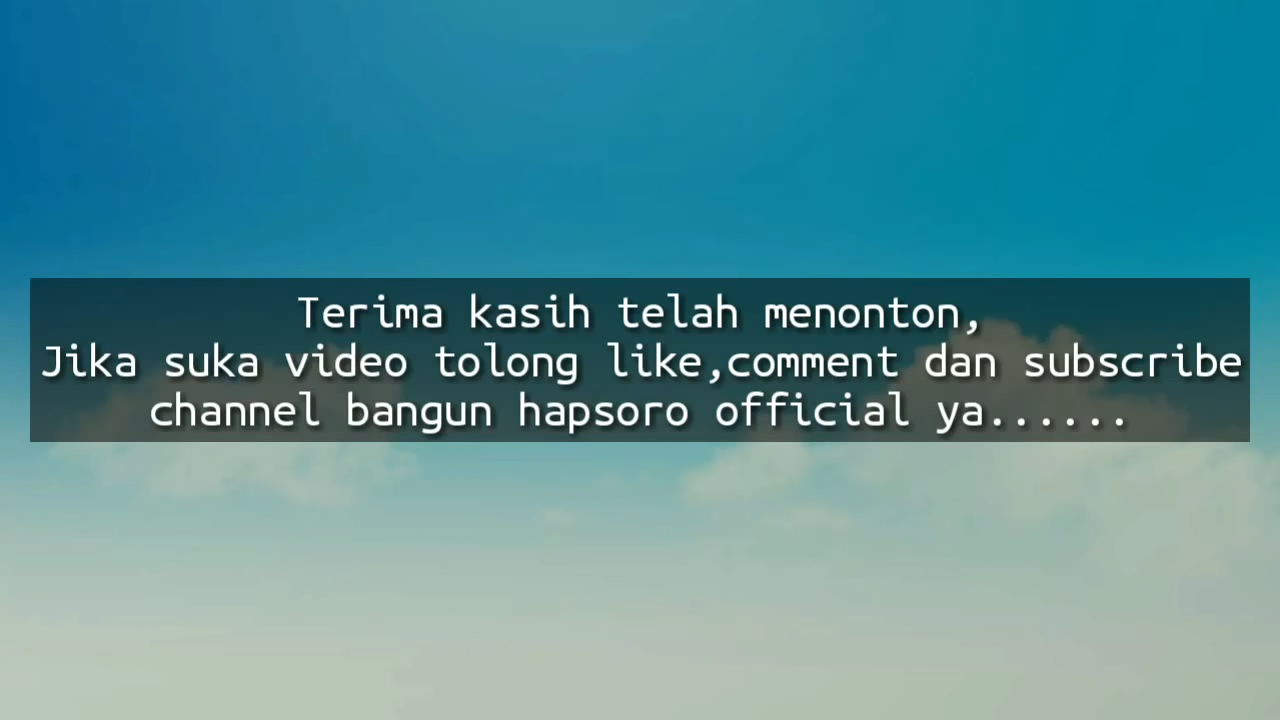 Terima kasih telah menonton,
Jika suka video tolong like,comment dan subscribe
channel bangun hapsoro official ya......